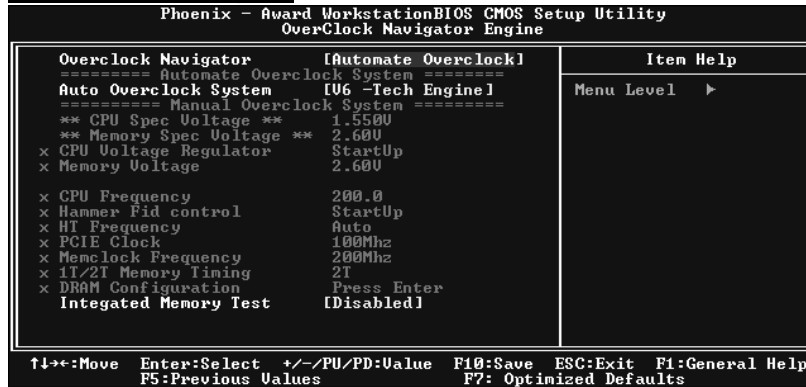 Phoenix - Award WorkstationBIOS CMOS Setup Utility
OverClock Navigator Engine
Overclock Navigator [Automate Overclock]
========= Automate Overclock System ========
Auto Overclock System [V6 -Tech Engine]
========== Manual Overclock System =========
** CPU Spec Voltage ** 1.550V
** Memory Spec Voltage ** 2.60V
x CPU Voltage Regulator StartUp
x Memory Voltage 2.60V
x CPU Frequency 200.0
x Hammer Fid control StartUp
x HT Frequency Auto
x PCIE Clock 100Mhz
x Memclock Frequency 200Mhz
x 1T/2T Memory Timing 2T
x DRAM Configuration Press Enter
Integated Memory Test [Disabled]
Item Help
Menu Level ►
↑↓→←:Move Enter:Select +/-/PU/PD:Value F10:Save ESC:Exit F1:General Help
F5:Previous Values F7: Optimized Defaults